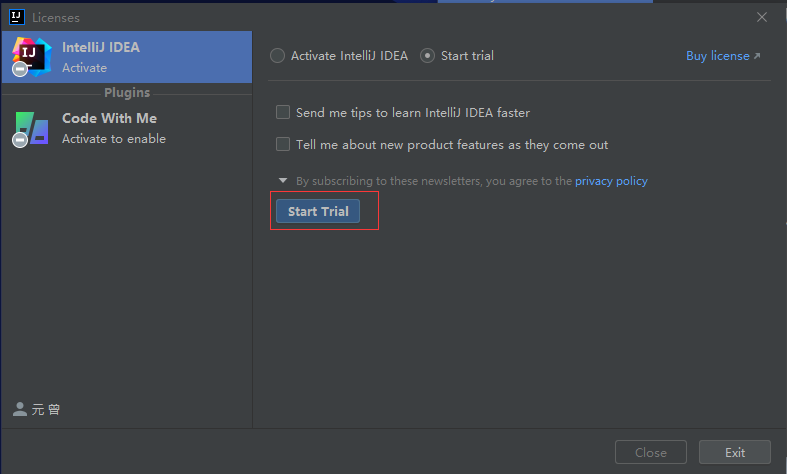 Licenses
IntelliJ IDEA
Activate
Plugins
Code With Me
Activate to enable
元 曾
Activate IntelliJ IDEA Start trial Buy license
Send me tips to learn IntelliJ IDEA faster
Tell me about new product features as they come out
By subscribing to these newsletters, you agree to the privacy policy
Start Trial
Close Exit